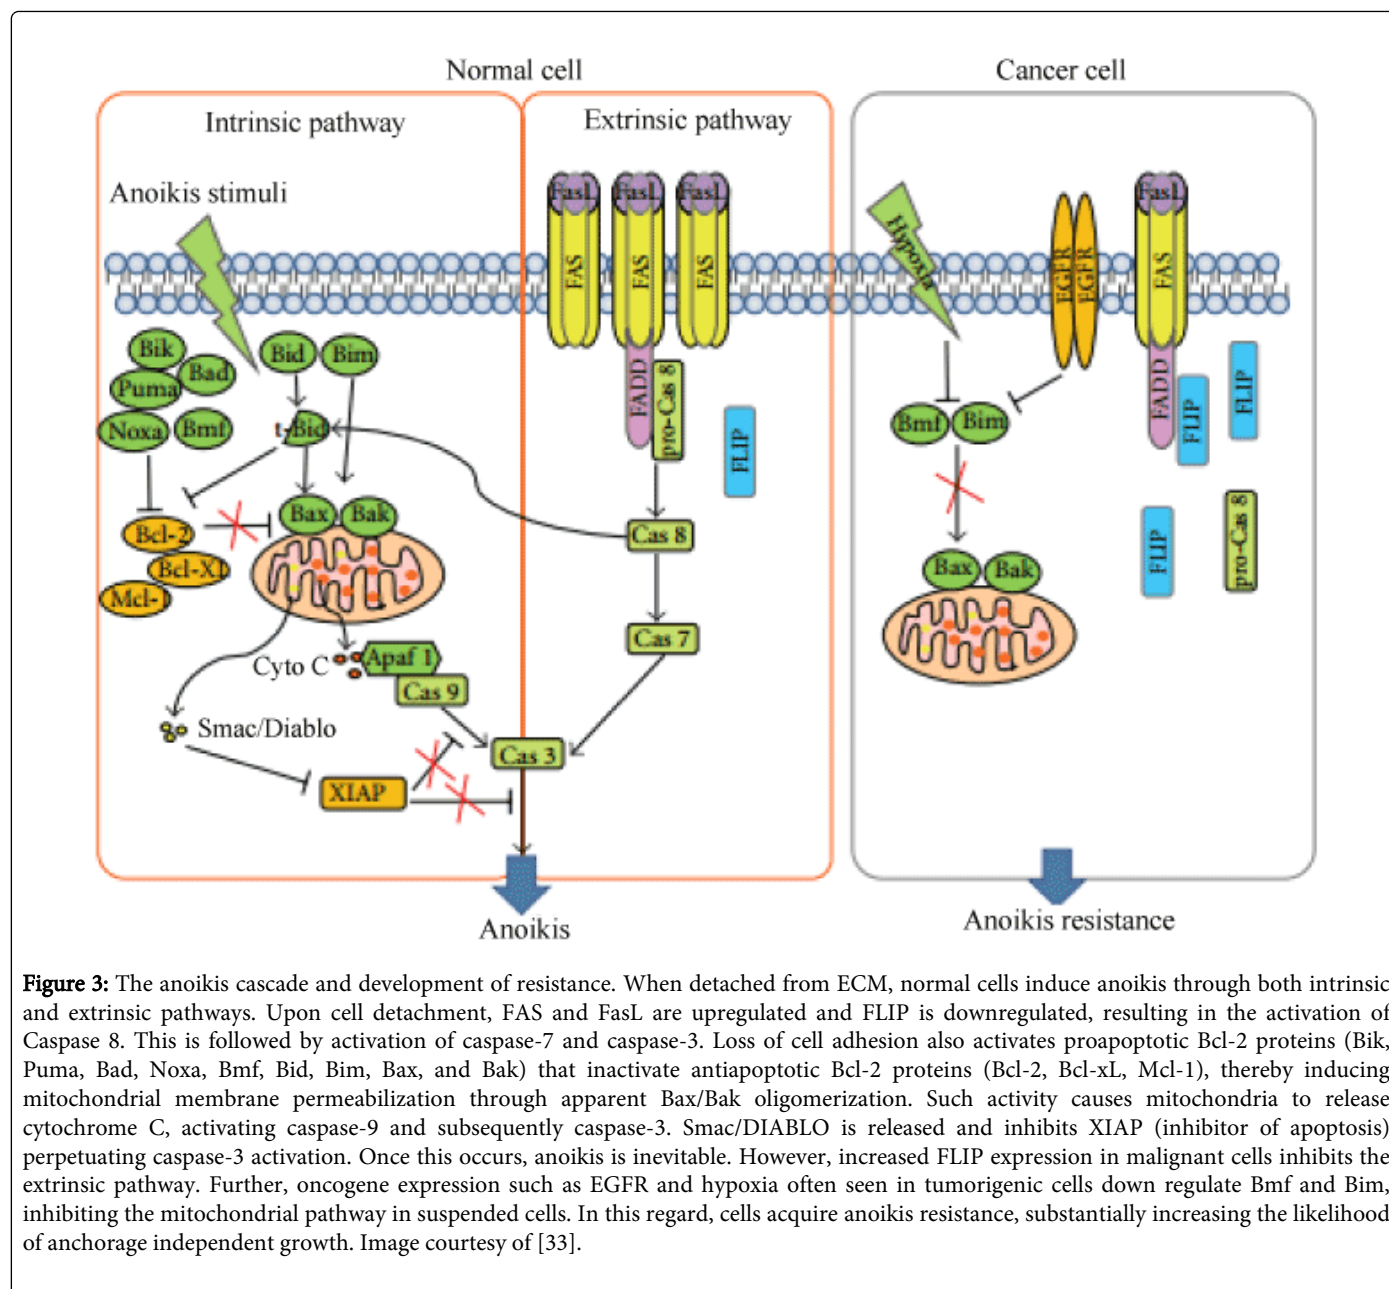 Normal cell
Cancer cell
Intrinsic pathway
Extrinsic pathway
Anoikis stimuli
FasL
FasL
FasL
FasL
Hypoxia
FAS
FAS
FAS
EGFR
EGFR
FAS
Bik
Bad
Puma
Noxa
Bmf
Bid
Bim
t-Bid
FADD
pro-Cas 8
FLIP
Bmf
Bim
FADD
FLIP
FLIP
Bcl-2
Bcl-XL
Mcl-1
Bax
Bak
Cas 8
Bax
Bak
FLIP
pro-Cas 8
Cas 7
Cyto C
Apaf 1
Cas 9
Smac/Diablo
Cas 3
XIAP
Anoikis
Anoikis resistance
Figure 3: The anoikis cascade and development of resistance. When detached from ECM, normal cells induce anoikis through both intrinsic
and extrinsic pathways. Upon cell detachment, FAS and FasL are upregulated and FLIP is downregulated, resulting in the activation of
Caspase 8. This is followed by activation of caspase-7 and caspase-3. Loss of cell adhesion also activates proapoptotic Bcl-2 proteins (Bik,
Puma, Bad, Noxa, Bmf, Bid, Bim, Bax, and Bak) that inactivate antiapoptotic Bcl-2 proteins (Bcl-2, Bcl-xL, Mcl-1), thereby inducing
mitochondrial membrane permeabilization through apparent Bax/Bak oligomerization. Such activity causes mitochondria to release
cytochrome C, activating caspase-9 and subsequently caspase-3. Smac/DIABLO is released and inhibits XIAP (inhibitor of apoptosis)
perpetuating caspase-3 activation. Once this occurs, anoikis is inevitable. However, increased FLIP expression in malignant cells inhibits the
extrinsic pathway. Further, oncogene expression such as EGFR and hypoxia often seen in tumorigenic cells down regulate Bmf and Bim,
inhibiting the mitochondrial pathway in suspended cells. In this regard, cells acquire anoikis resistance, substantially increasing the likelihood
of anchorage independent growth. Image courtesy of [33].